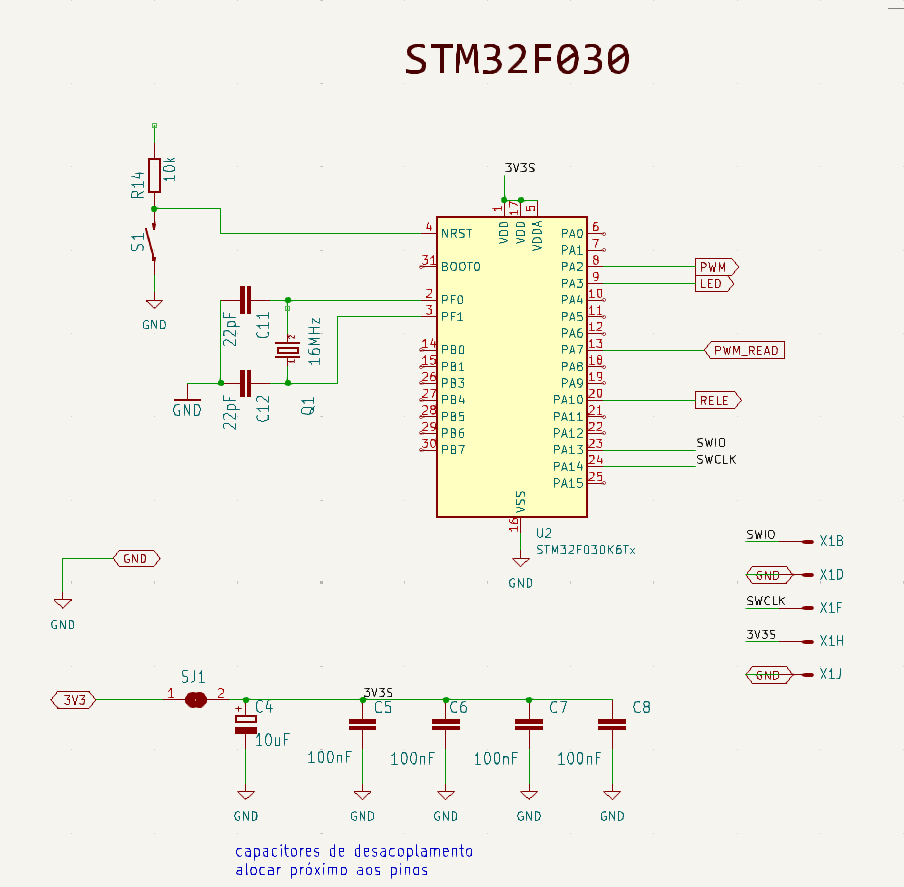 STM32F030
R14
10k
S1
GND
3V3S
1
VDD
17
VDD
5
VDDA
4
NRST
31
BOOT0
2
PF0
3
PF1
14
PB0
15
PB1
26
PB3
27
PB4
28
PB5
29
PB6
30
PB7
PA0
6
PA1
7
PA2
8
PWM
PA3
9
LED
PA4
10
PA5
11
PA6
12
PA7
13
PWM_READ
PA8
18
PA9
19
PA10
20
RELE
PA11
21
PA12
22
PA13
23
SWIO
PA14
24
SWCLK
PA15
25
VSS
16
U2
STM32F030K6Tx
GND
22pF
C11
16MHz
2
1
Q1
22pF
C12
GND
GND
GND
SWIO
X1B
GND
X1D
SWCLK
X1F
3V3S
X1H
GND
X1J
3V3
1
SJ1
2
3V3S
+
C4
10uF
GND
C5
100nF
GND
C6
100nF
GND
C7
100nF
GND
C8
100nF
GND
capacitores de desacoplamento
alocar próximo aos pinos